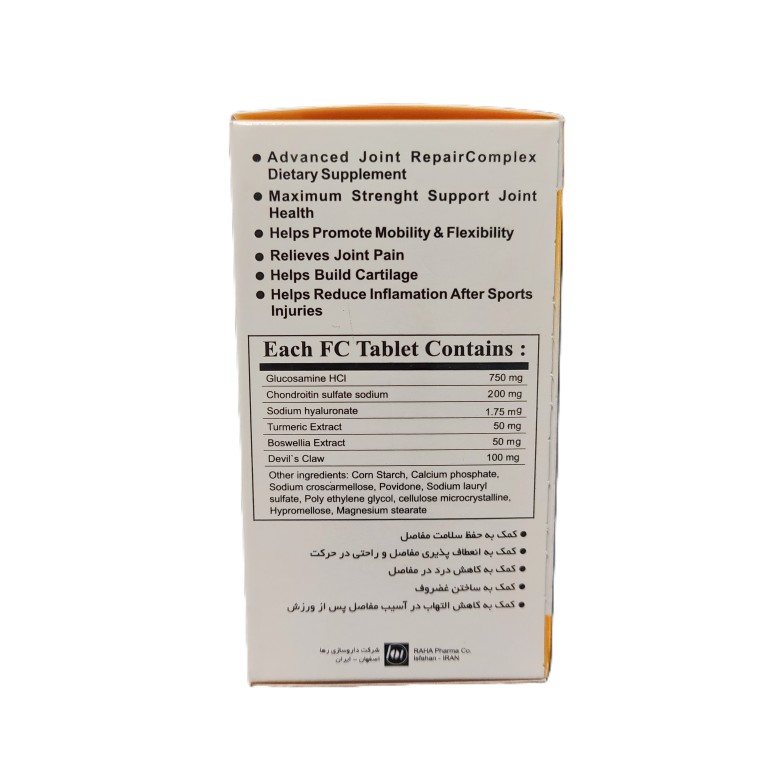 ● Advanced Joint RepairComplex
Dietary Supplement
● Maximum Strenght Support Joint
Health
● Helps Promote Mobility & Flexibility
● Relieves Joint Pain
● Helps Build Cartilage
● Helps Reduce Inflamation After Sports
Injuries
Each FC Tablet Contains :
Glucosamine HCl 750 mg
Chondroitin sulfate sodium 200 mg
Sodium hyaluronate 1.75 mg
Turmeric Extract 50 mg
Boswellia Extract 50 mg
Devil`s Claw 100 mg
Other ingredients: Corn Starch, Calcium phosphate,
Sodium croscarmellose, Povidone, Sodium lauryl
sulfate, Poly ethylene glycol, cellulose microcrystalline,
Hypromellose, Magnesium stearate
● کمک به حفظ سلامت مفاصل
● کمک به انعطاف پذیری مفاصل و راحتی در حرکت
● کمک به کاهش درد در مفاصل
● کمک به ساختن غضروف
● کمک به کاهش التهاب در آسیب مفاصل پس از ورزش
شرکت داروسازی رها
اصفهان - ایران
RAHA Pharma Co.
Isfahan - IRAN